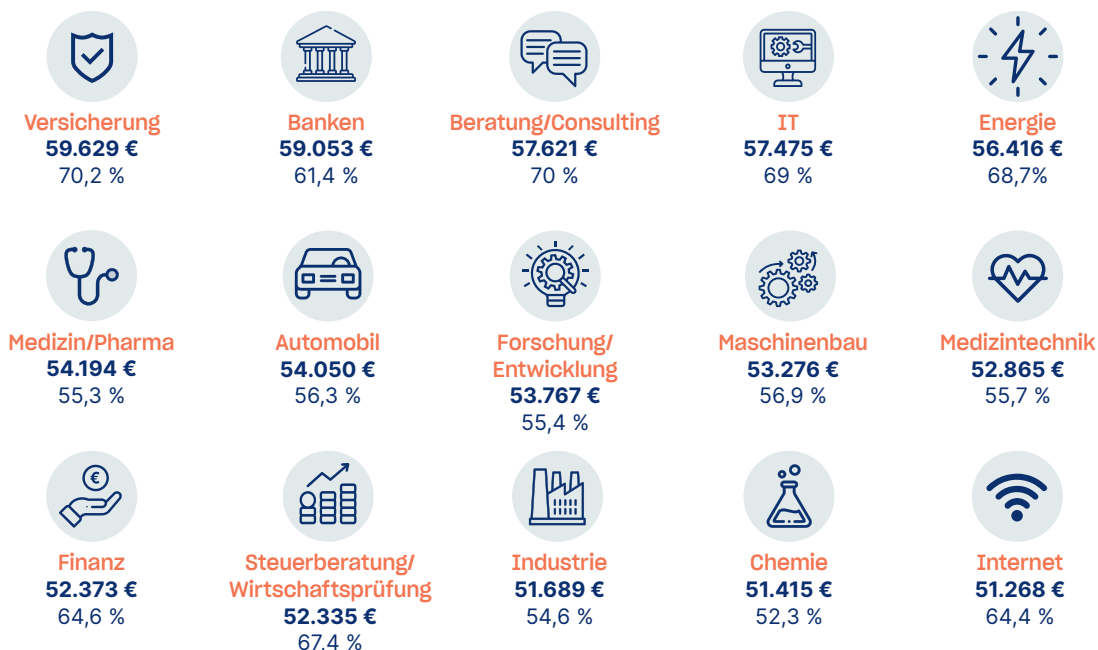 Versicherung
59.629 €
70,2 %
Banken
59.053 €
61,4 %
Beratung/Consulting
57.621 €
70 %
IT
57.475 €
69 %
Energie
56.416 €
68,7%
Medizin/Pharma
54.194 €
55,3 %
Automobil
54.050 €
56,3 %
Forschung/
Entwicklung
53.767 €
55,4 %
Maschinenbau
53.276 €
56,9 %
Medizintechnik
52.865 €
55,7 %
€
Finanz
52.373 €
64,6 %
Steuerberatung/
Wirtschaftsprüfung
52.335 €
67,4 %
Industrie
51.689 €
54,6 %
Chemie
51.415 €
52,3 %
Internet
51.268 €
64,4 %